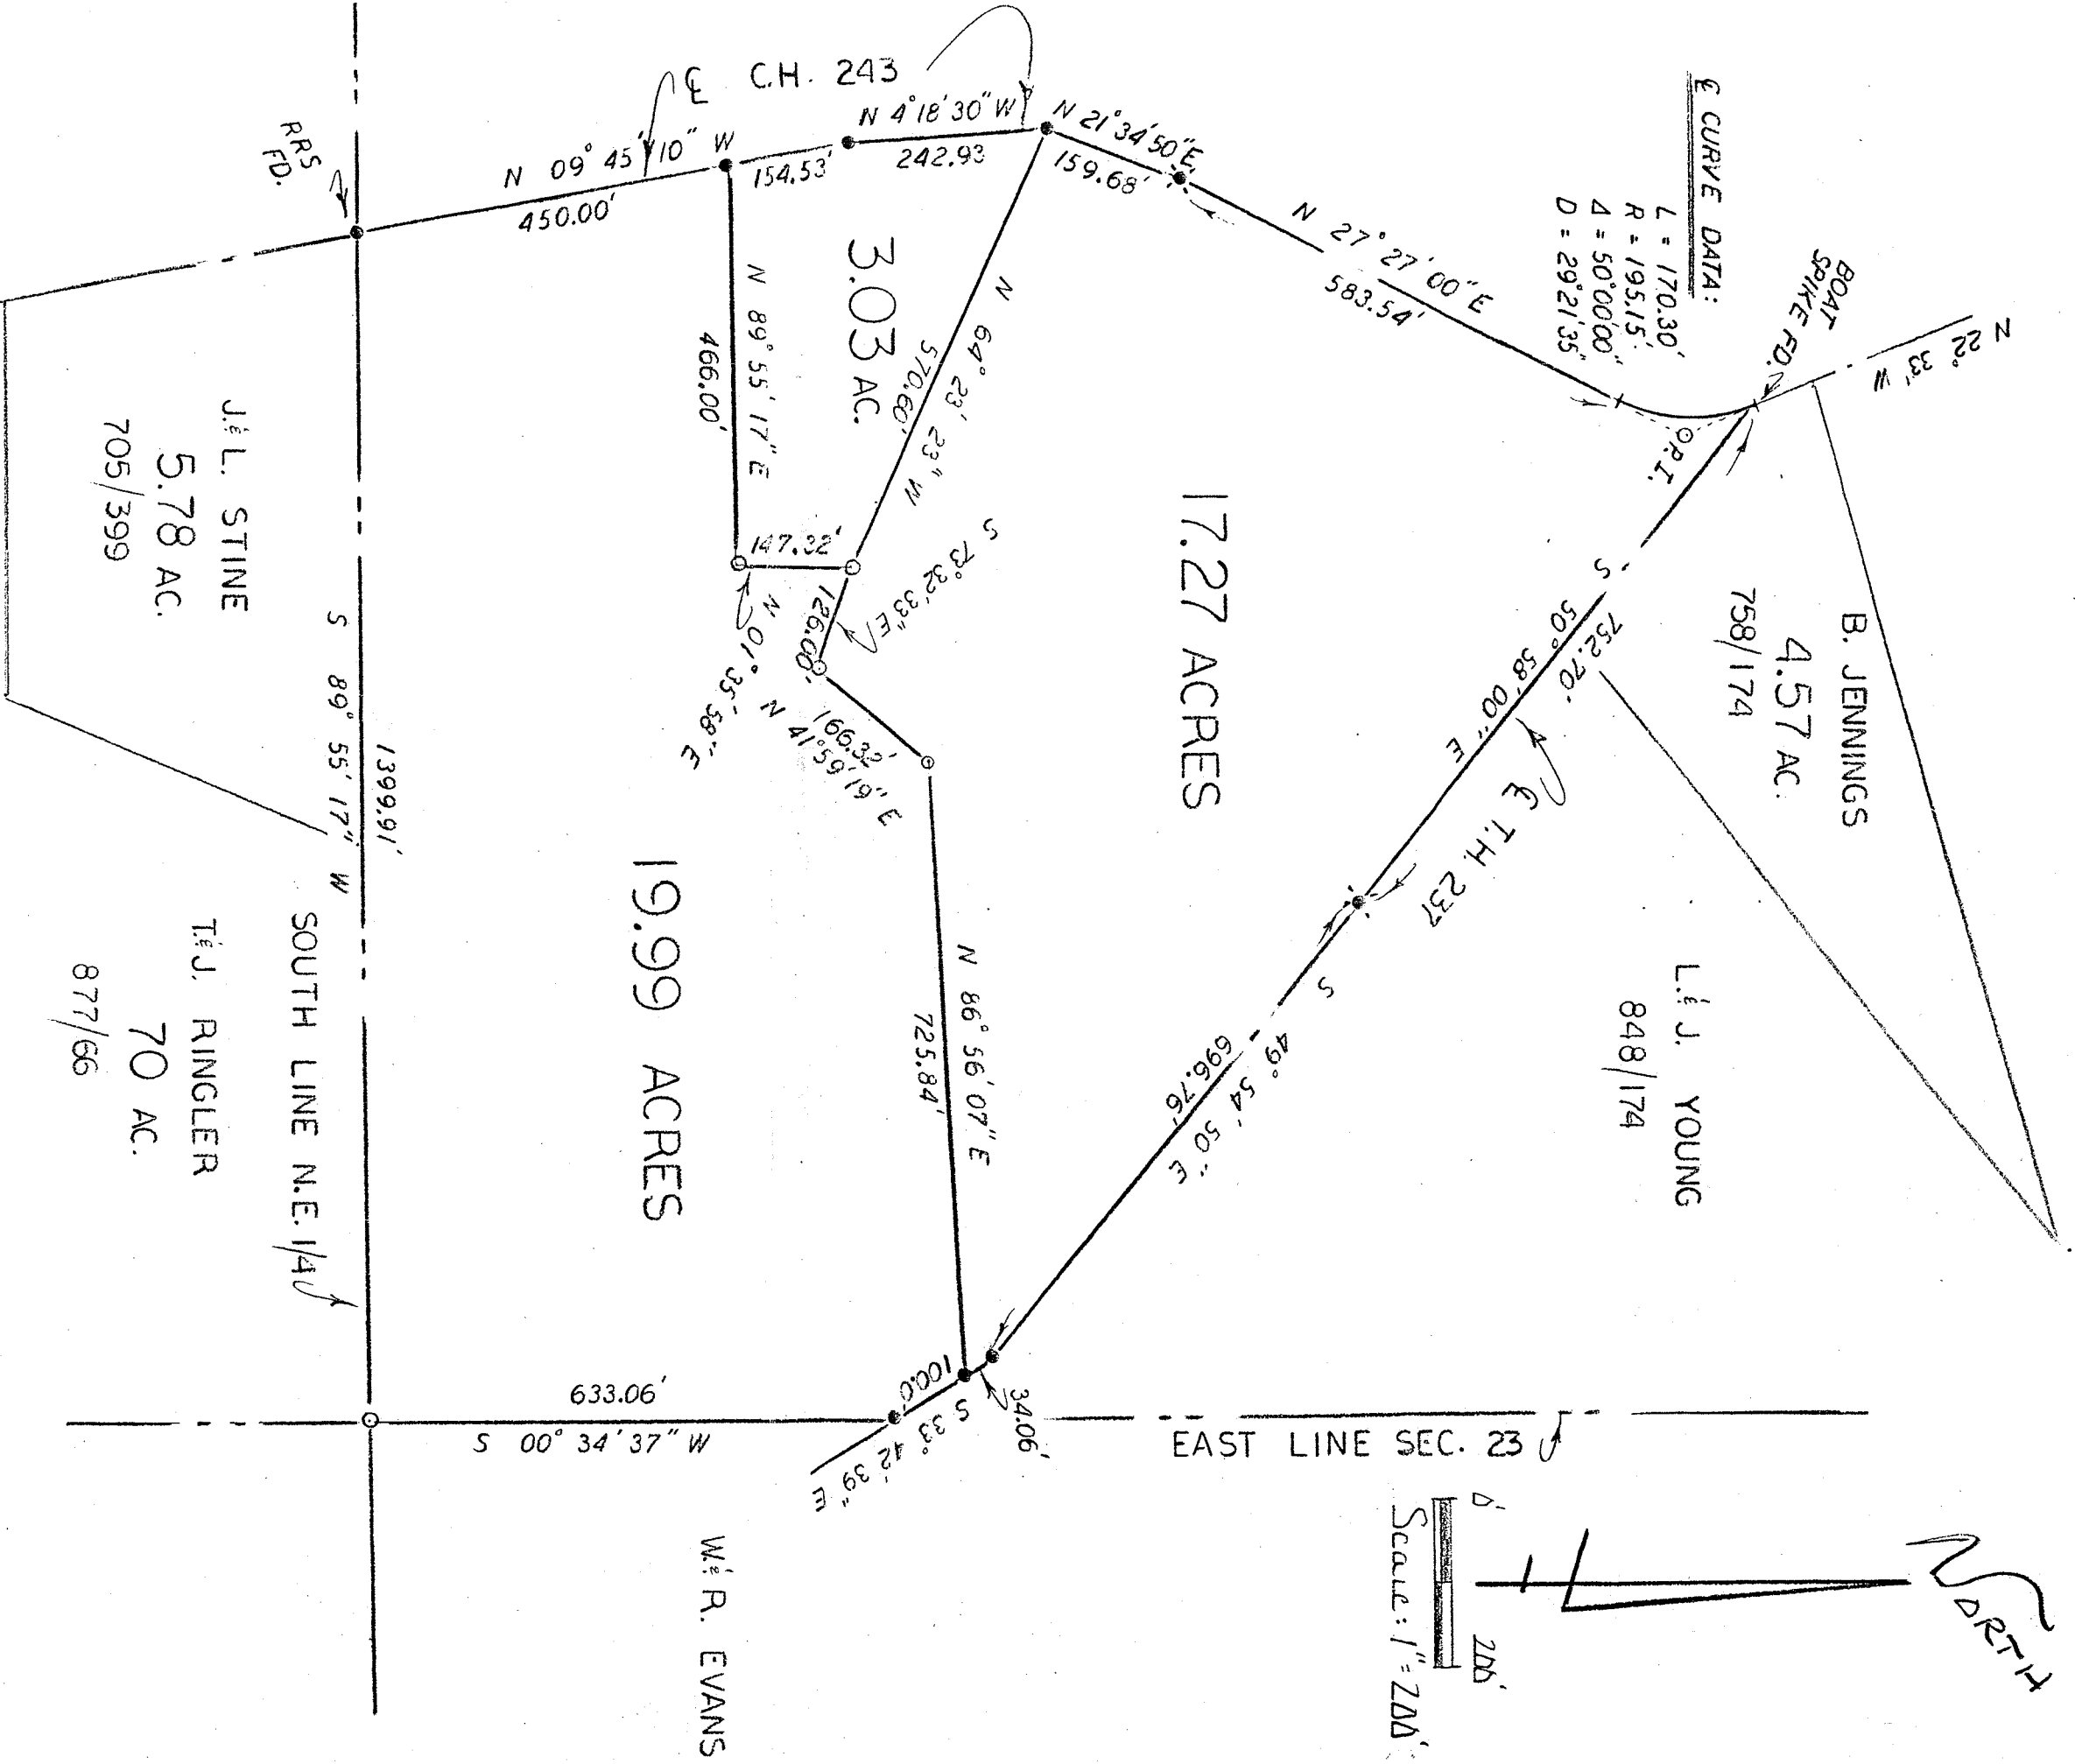 ℄ CURVE DATA:
L = 170.30'
R = 195.15'
Δ = 50°00'00"
D = 29°21'35"
BOAT
SPIKE FD.
N 22° 33' W
P.I.
B. JENNINGS
4.57 AC.
758/174
L.& J. YOUNG
848/174
S 50° 58' 00" E
752.70'
℄ T.H. 237
S 49° 54' 50" E
696.76'
N 27° 27' 00" E
583.54'
N 21°34'50"E
159.68'
℄ C.H. 243
N 4°18'30" W
242.93
N 09° 45' 10" W
154.53'
450.00'
RRS
FD.
3.03 AC.
N 64° 23' 23" W
570.60'
N 89° 55' 17" E
466.00'
147.32'
N 01° 35' 58" E
S 73°32'33"E
126.00'
166.32'
N 41°59'19" E
17.27 ACRES
N 86° 56' 07" E
725.84'
34.06'
100.0'
S 33° 42' 39" E
19.99 ACRES
1399.91'
S 89° 55' 17" W
SOUTH LINE N.E. 1/4
633.06'
S 00° 34' 37" W
EAST LINE SEC. 23
J.& L. STINE
5.78 AC.
705/399
T.& J. RINGLER
70 AC.
877/66
W.& R. EVANS
NORTH
0' 200'
Scale: 1"=200'